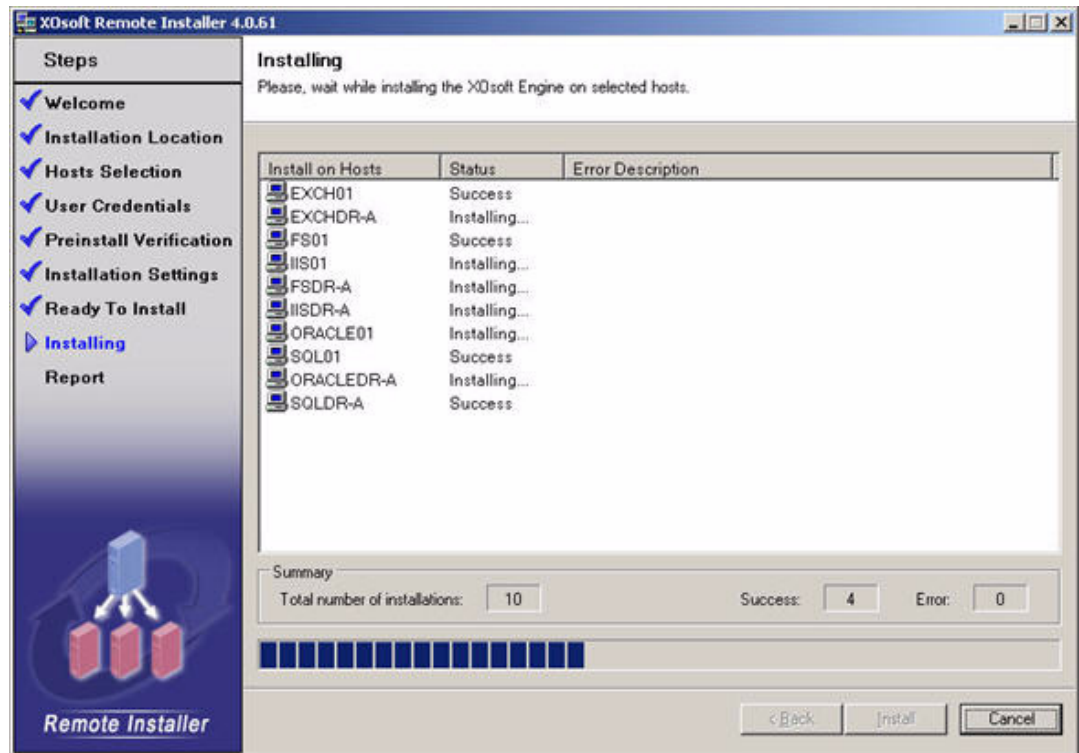 XOsoft Remote Installer 4.0.61
Steps
Welcome
Installation Location
Hosts Selection
User Credentials
Preinstall Verification
Installation Settings
Ready To Install
Installing
Report
Remote Installer
Installing
Please, wait while installing the XOsoft Engine on selected hosts.
Install on Hosts Status Error Description
EXCH01 Success
EXCHDR-A Installing...
FS01 Success
IIS01 Installing...
FSDR-A Installing...
IISDR-A Installing...
ORACLE01 Installing...
SQL01 Success
ORACLEDR-A Installing...
SQLDR-A Success
Summary
Total number of installations: 10 Success: 4 Error: 0
< Back Install Cancel